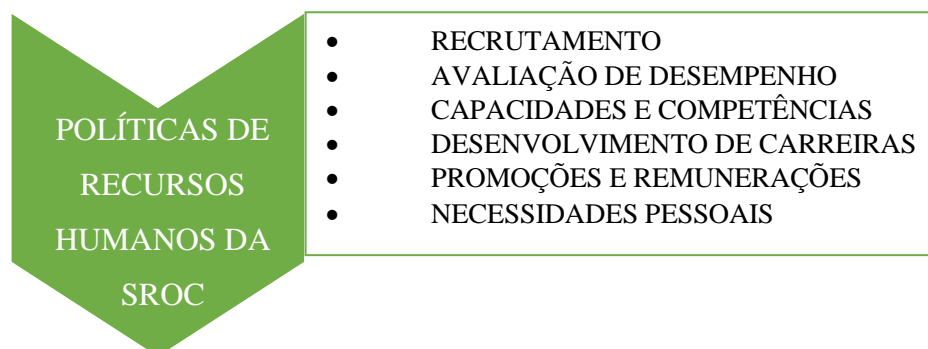 POLÍTICAS DE
RECURSOS
HUMANOS DA
SROC
• RECRUTAMENTO
• AVALIAÇÃO DE DESEMPENHO
• CAPACIDADES E COMPETÊNCIAS
• DESENVOLVIMENTO DE CARREIRAS
• PROMOÇÕES E REMUNERAÇÕES
• NECESSIDADES PESSOAIS